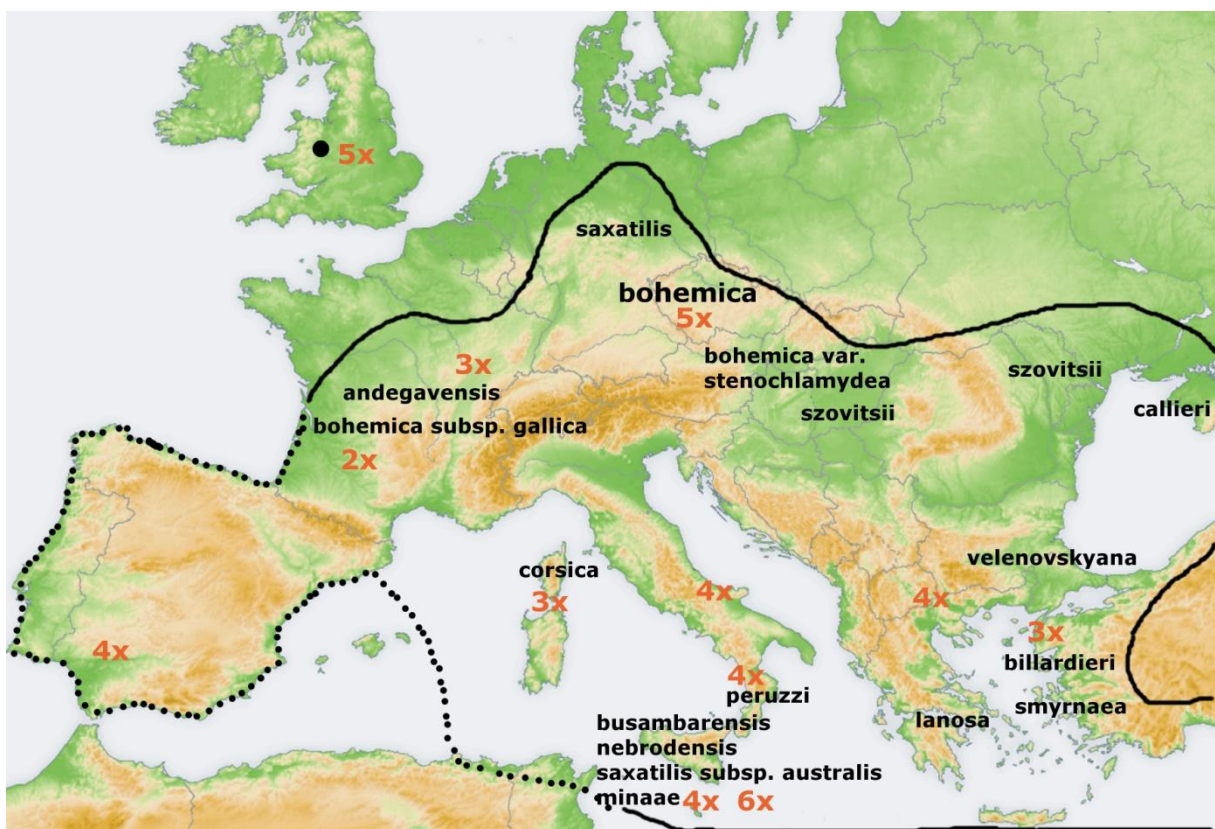 5x
saxatilis
bohemica
5x
bohemica var.
stenochlamydea
3x
andegavensis
szovitsii
callieri
szovitsii
bohemica subsp. gallica
2x
velenovskyana
corsica
3x
4x
4x
3x
4x
billardieri
4x
peruzzi
smyrnaea
lanosa
busambarensis
nebrodensis
saxatilis subsp. australis
minaae 4x 6x